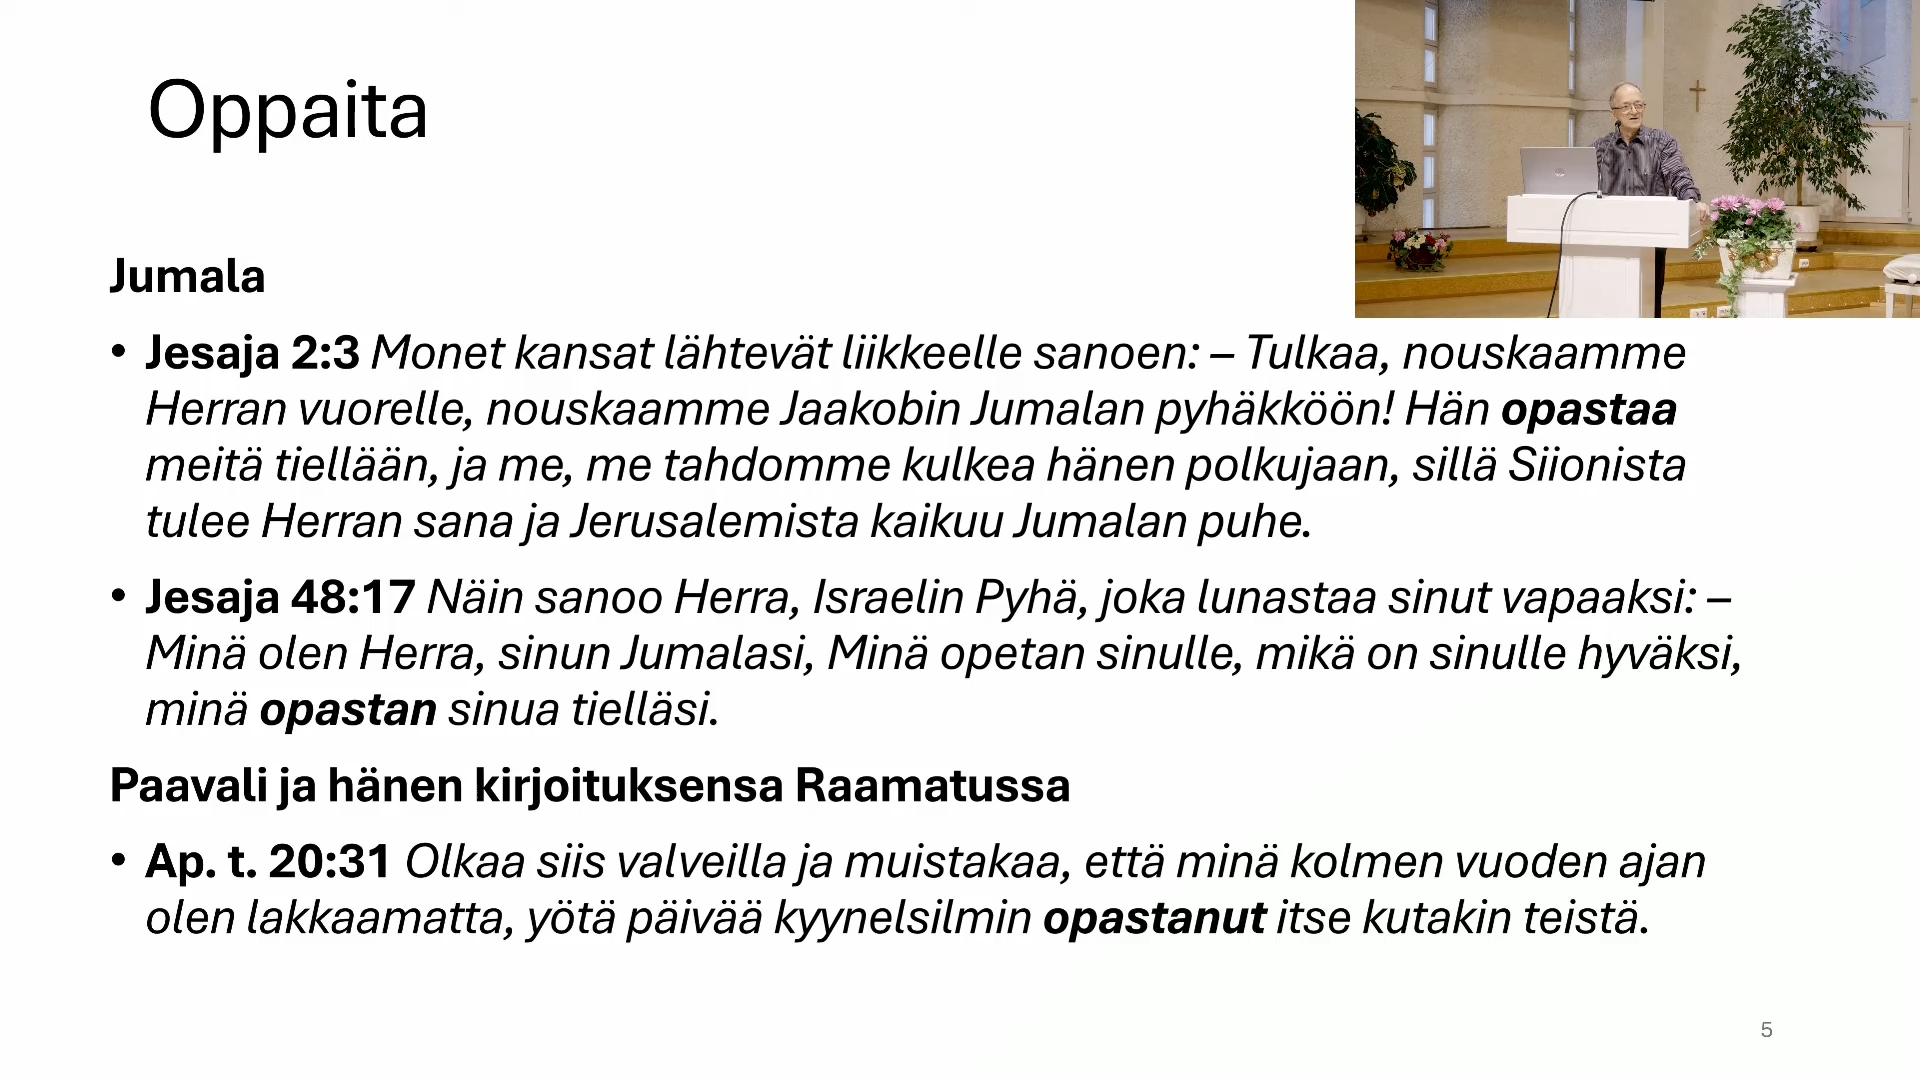 Oppaita
Jumala
• Jesaja 2:3 Monet kansat lähtevät liikkeelle sanoen: – Tulkaa, nouskaamme
Herran vuorelle, nouskaamme Jaakobin Jumalan pyhäkköön! Hän opastaa
meitä tiellään, ja me, me tahdomme kulkea hänen polkujaan, sillä Siionista
tulee Herran sana ja Jerusalemista kaikuu Jumalan puhe.
• Jesaja 48:17 Näin sanoo Herra, Israelin Pyhä, joka lunastaa sinut vapaaksi: –
Minä olen Herra, sinun Jumalasi, Minä opetan sinulle, mikä on sinulle hyväksi,
minä opastan sinua tielläsi.
Paavali ja hänen kirjoituksensa Raamatussa
• Ap. t. 20:31 Olkaa siis valveilla ja muistakaa, että minä kolmen vuoden ajan
olen lakkaamatta, yötä päivää kyynelsilmin opastanut itse kutakin teistä.
5